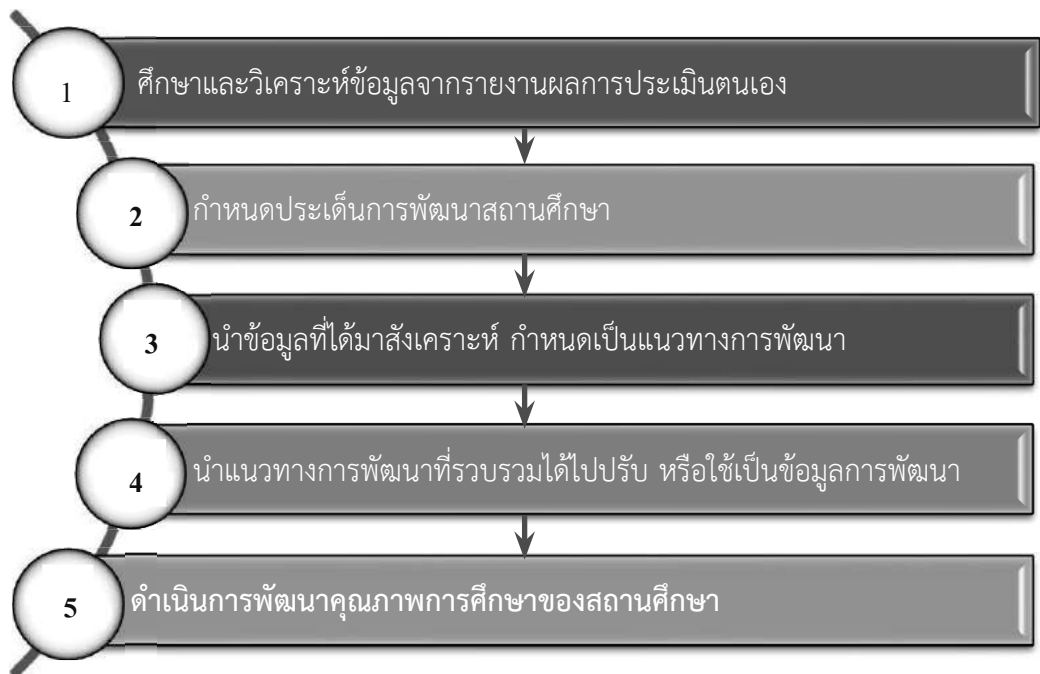 1 ศึกษาและวิเคราะห์ข้อมูลจากรายงานผลการประเมินตนเอง
2 กำหนดประเด็นการพัฒนาสถานศึกษา
3 นำข้อมูลที่ได้มาสังเคราะห์ กำหนดเป็นแนวทางการพัฒนา
4 นำแนวทางการพัฒนาที่รวบรวมได้ไปปรับ หรือใช้เป็นข้อมูลการพัฒนา
5 ดำเนินการพัฒนาคุณภาพการศึกษาของสถานศึกษา